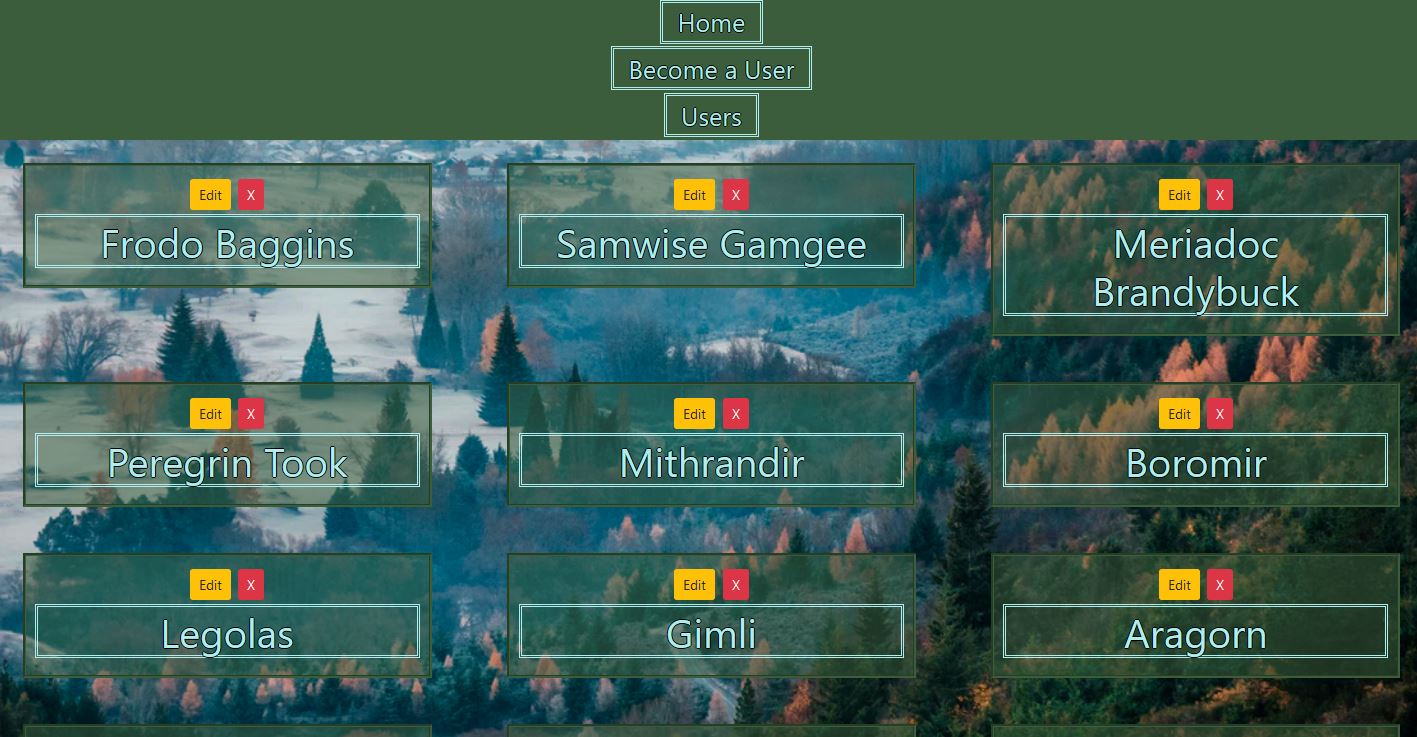 Home
Become a User
Users
Edit X
Frodo Baggins
Edit X
Samwise Gamgee
Edit X
Meriadoc
Brandybuck
Edit X
Peregrin Took
Edit X
Mithrandir
Edit X
Boromir
Edit X
Legolas
Edit X
Gimli
Edit X
Aragorn